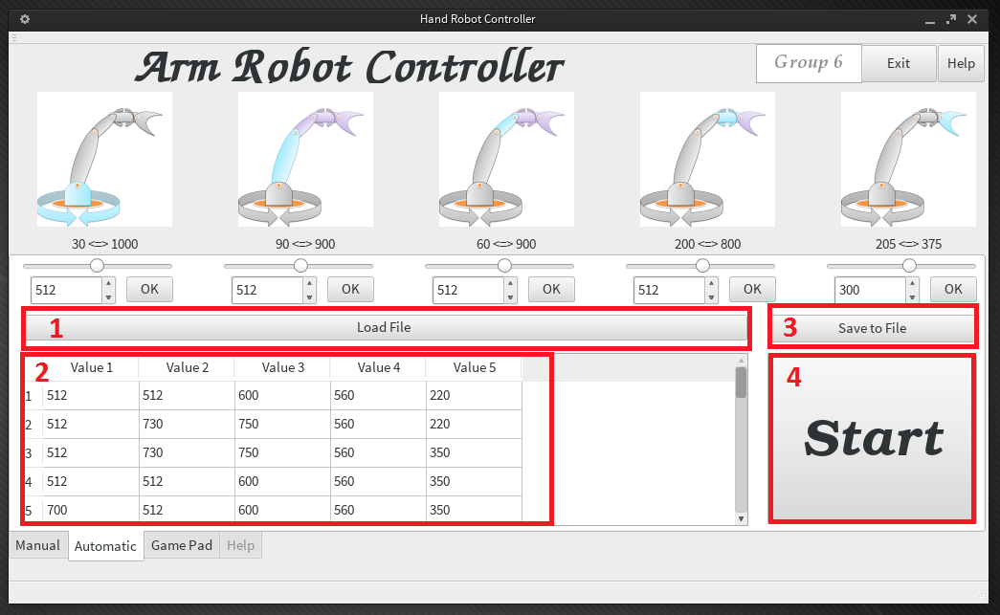 Hand Robot Controller
Arm Robot Controller
Group 6
Exit
Help
30 <=> 1000
90 <=> 900
60 <=> 900
200 <=> 800
205 <=> 375
512 OK
512 OK
512 OK
512 OK
300 OK
1 Load File
3 Save to File
2 Value 1 Value 2 Value 3 Value 4 Value 5
1 512 512 600 560 220
2 512 730 750 560 220
3 512 730 750 560 350
4 512 512 600 560 350
5 700 512 600 560 350
4
Start
Manual Automatic Game Pad Help